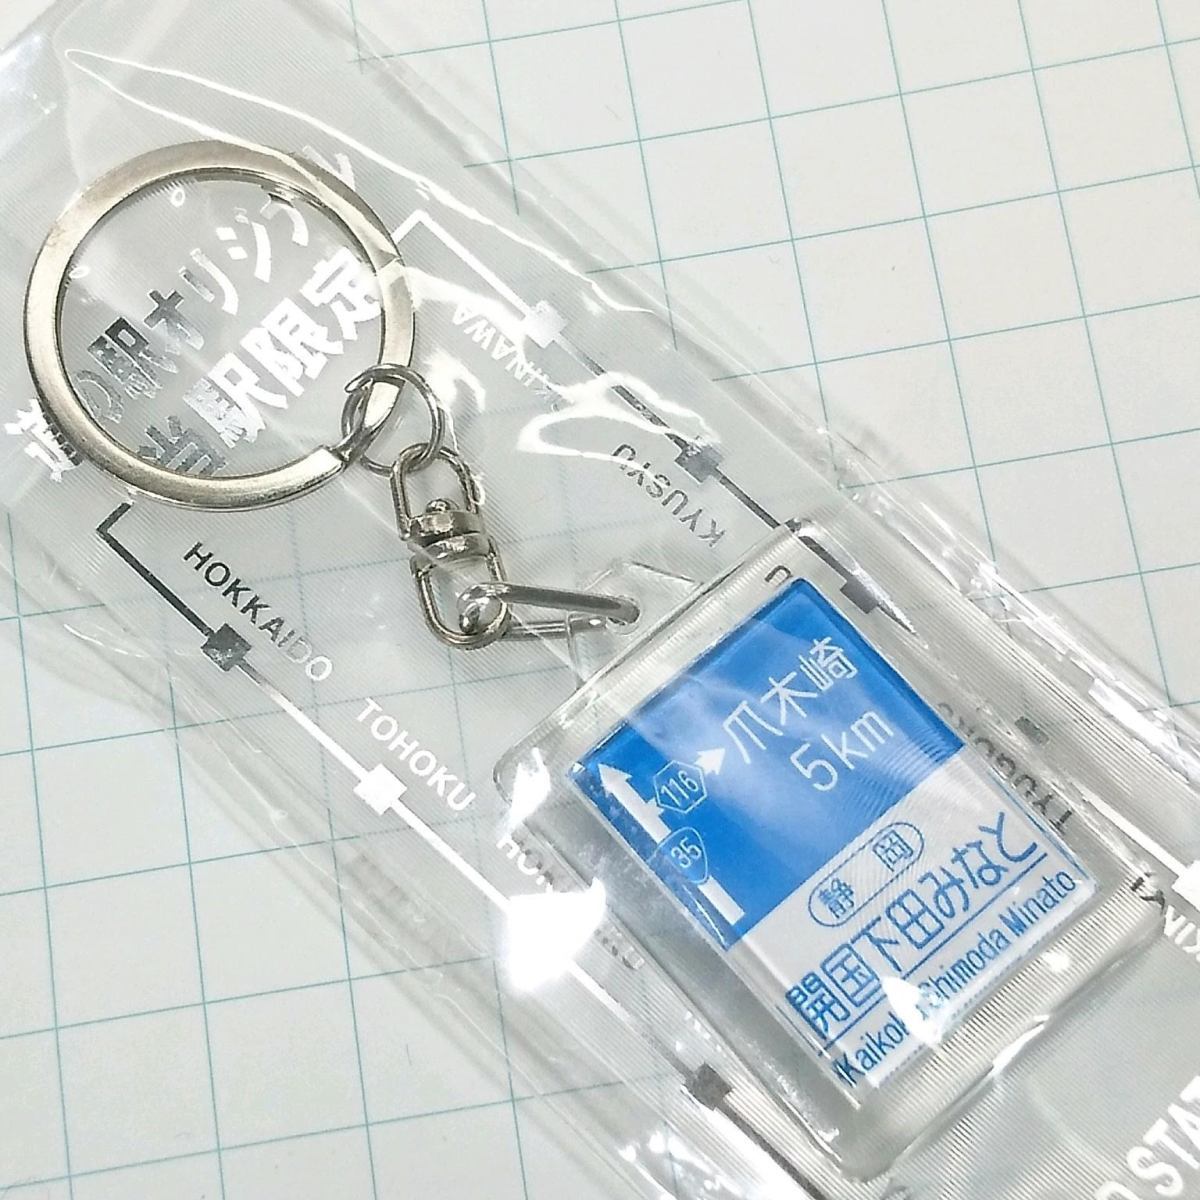 道の駅オリジナル
当駅限定
OKINAWA
KYUSYU
HOKKAIDO
TOHOKU
爪木崎
5km
116
35
静岡
開国下田みなと
Kaikoku Shimoda Minato